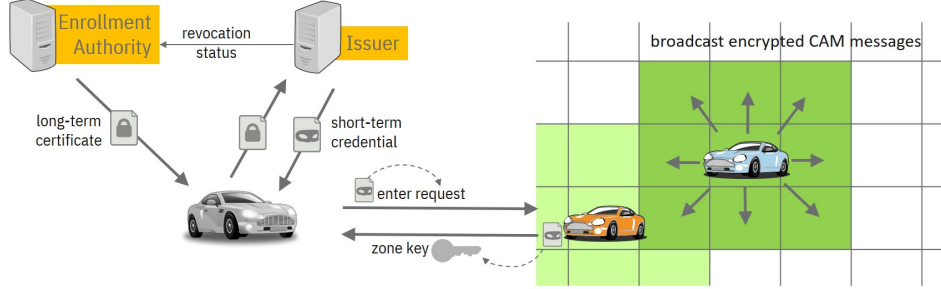 Enrollment
Authority
revocation
status
Issuer
broadcast encrypted CAM messages
long-term
certificate
short-term
credential
enter request
zone key